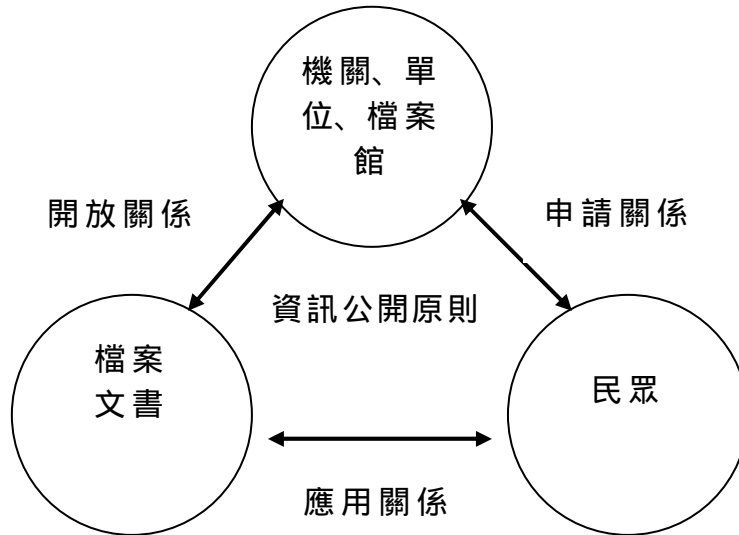 機關、單
位、檔案
館
開放關係
申請關係
資訊公開原則
檔案
文書
民眾
應用關係